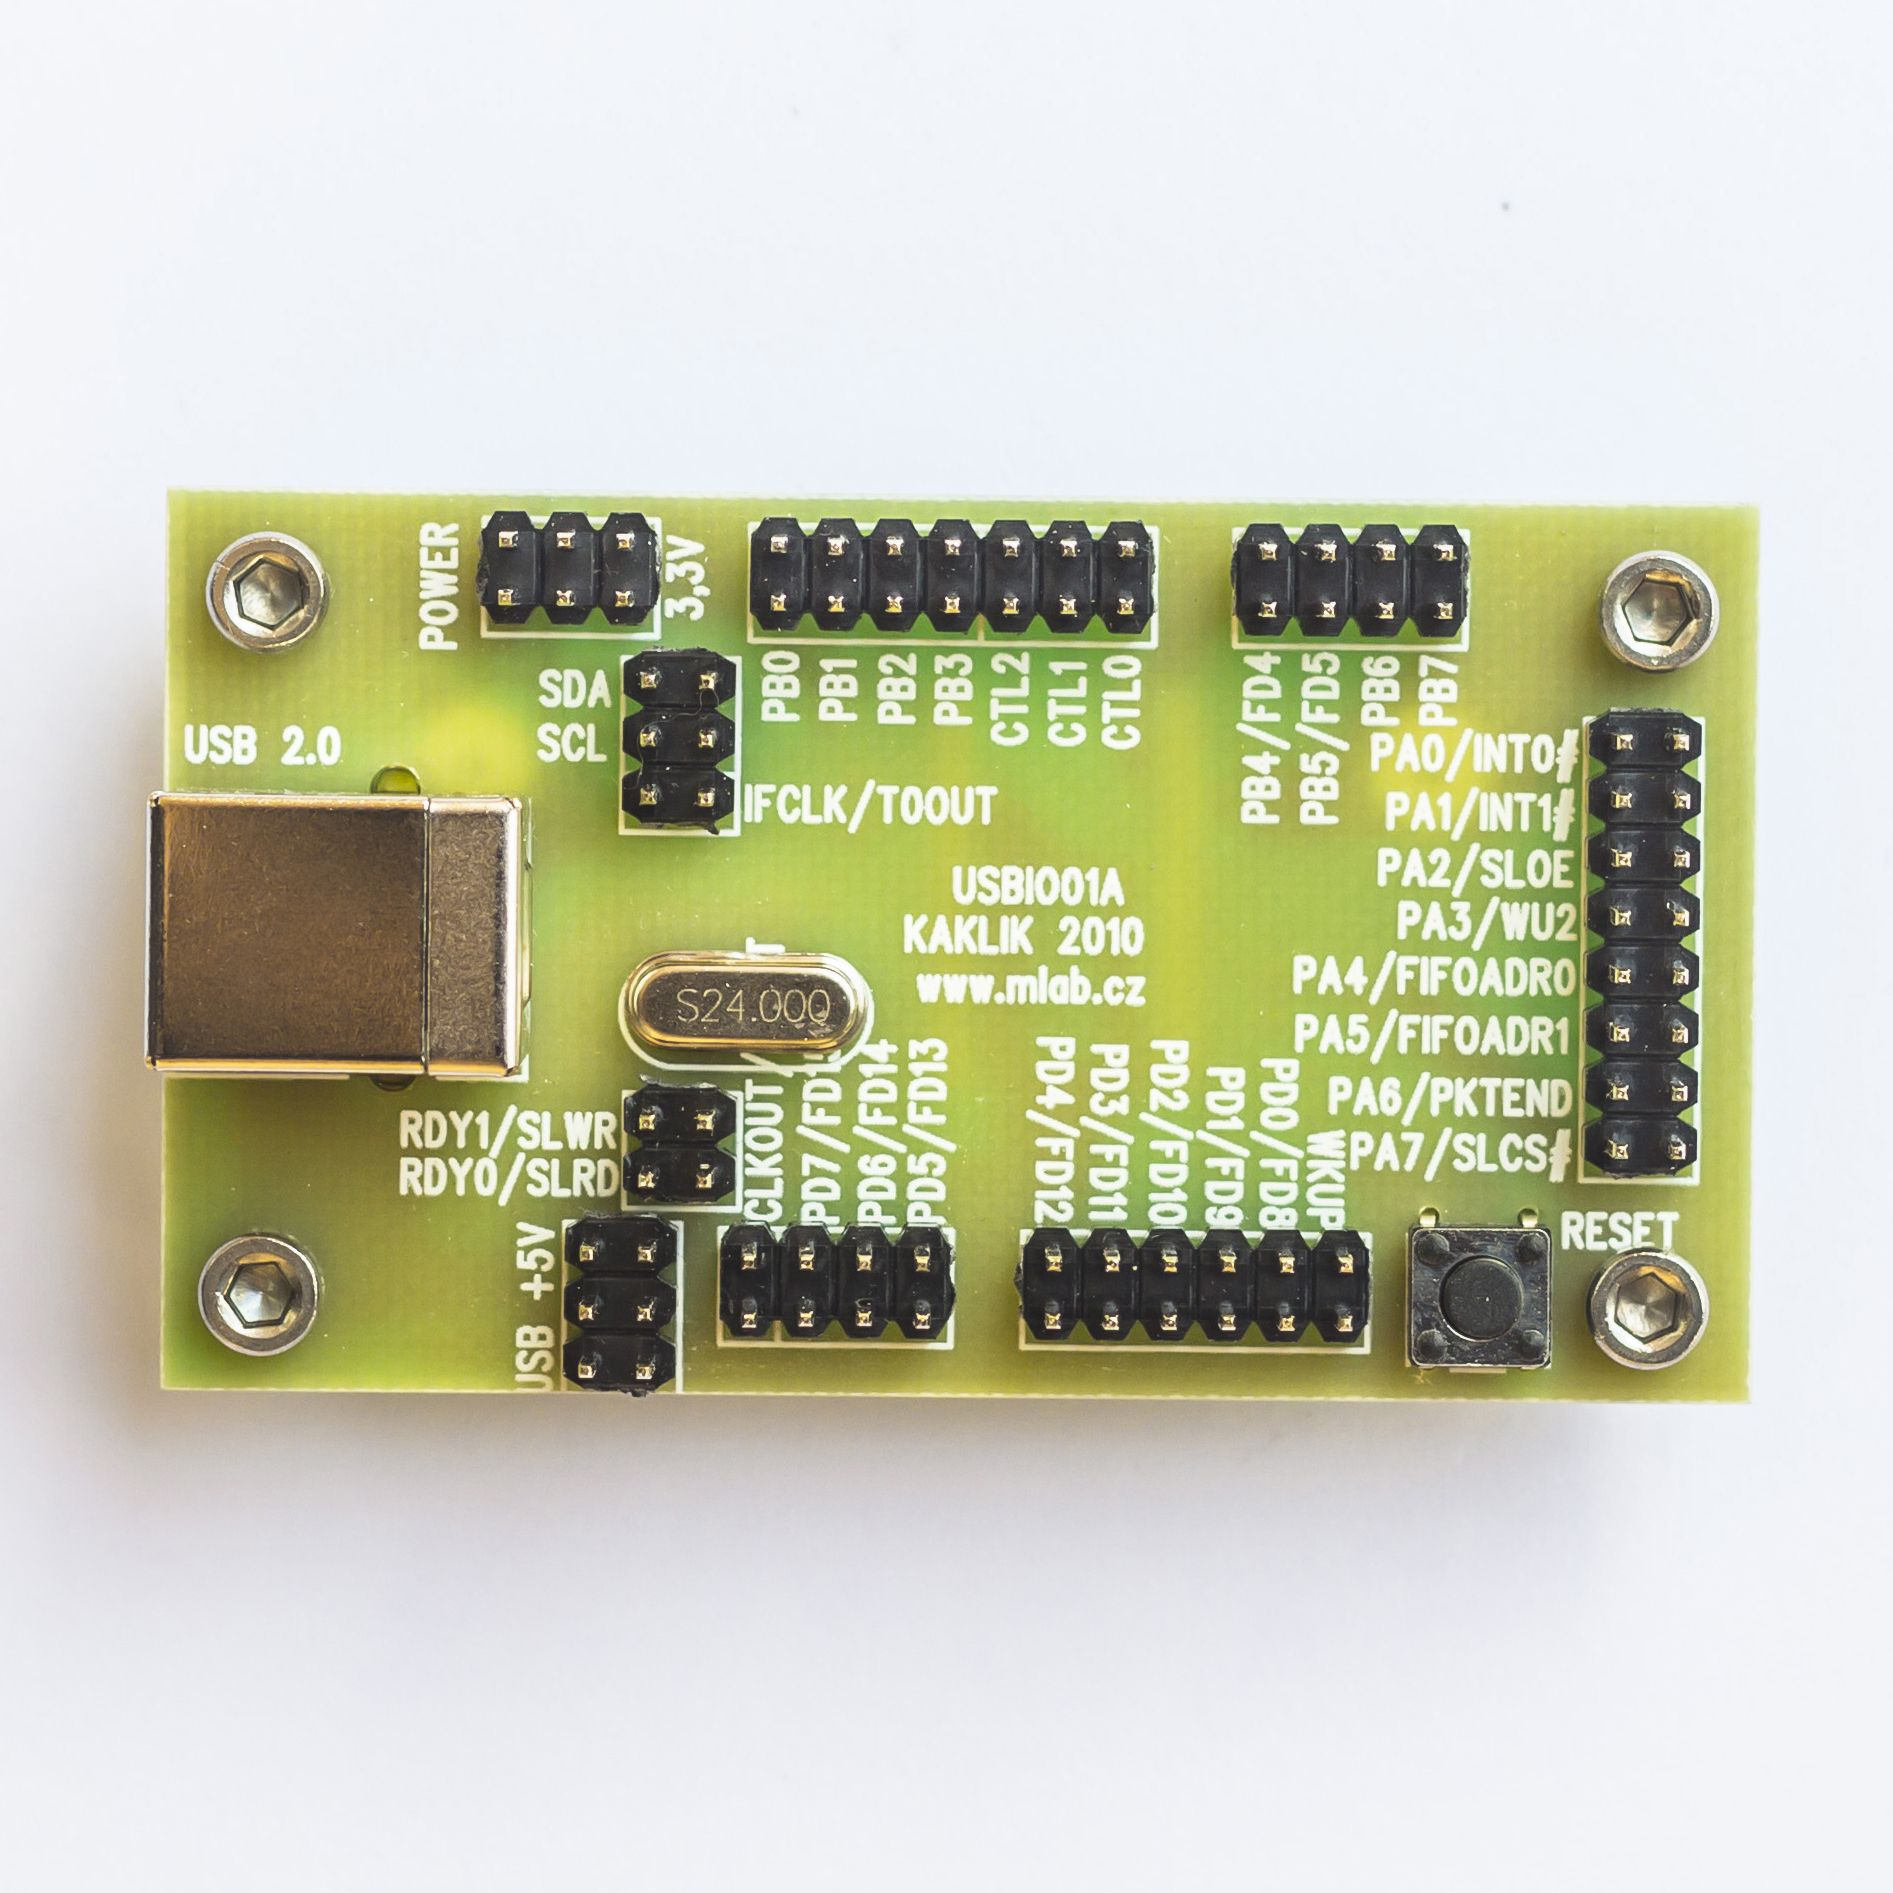 POWER
3,3V
SDA
SCL
USB 2.0
IFCLK/T0OUT
PB0
PB1
PB2
PB3
CTL2
CTL1
CTL0
PB4/FD4
PB5/FD5
PB6
PB7
PA0/INT0#
PA1/INT1#
PA2/SLOE
PA3/WU2
PA4/FIFOADR0
PA5/FIFOADR1
PA6/PKTEND
PA7/SLCS#
USBIO01A
KAKLIK 2010
www.mlab.cz
S24.000
RDY1/SLWR
RDY0/SLRD
USB +5V
CLKOUT/
PD6/FD14
PD5/FD13
PD4/FD12
PD3/FD11
PD2/FD10
PD1/FD9
PD0/FD8
WKUP
RESET